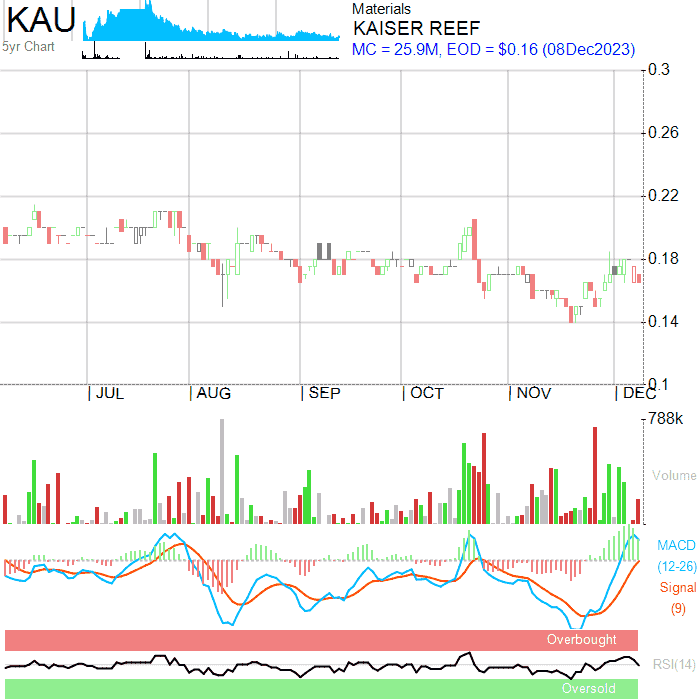 KAU
5yr Chart
Materials
KAISER REEF
MC = 25.9M, EOD = $0.16 (08Dec2023)
0.3
0.26
0.22
0.18
0.14
0.1
JUL AUG SEP OCT NOV DEC
788k
Volume
MACD
(12-26)
Signal
(9)
Overbought
RSI(14)
Oversold